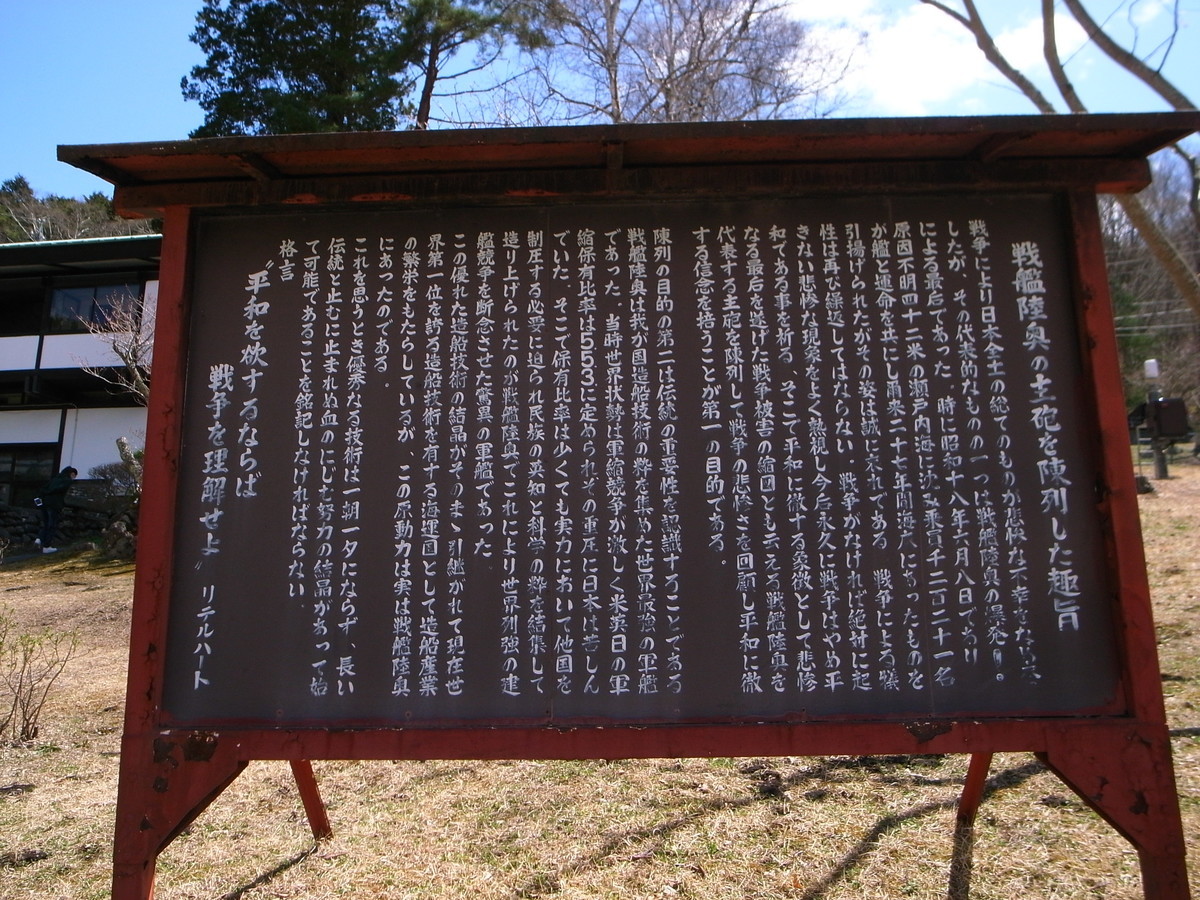 戦艦陸奥の主砲を陳列した趣旨
戦争により日本全土の総てのものが悲惨な不幸をなりました
したが、その代表的なものの一つは戦艦陸奥の爆発
による最后であった、時に昭和十八年六月八日であり
原因不明四十二米の瀬戸内海に沈み乗員千二百二十一名
が艦と運命を共にし爾来二十七年間海底にあったものを
引揚げられたがその姿は誠に哀れである 戦争による犠
性は再び繰返してはならない 戦争がなければ絶対に起
きない悲惨な現象をよく熟視し今后永久に戦争はやめ平
和である事を祈る、そこで平和に徹する象徴として悲惨
なる最后を遂げた戦争被害の縮図とも云える戦艦陸奥を
代表する主砲を陳列して戦争の悲惨さを回顧し平和に徹
する信念を培うことが第一の目的である。
陳列の目的の第二は伝統の重要性を認識することである
戦艦陸奥は我が国造船技術の粋を集めた世界最強の軍艦
であった、当時世界状勢は軍縮競争が激しく米英日の軍
縮保有比率は553に定められその重圧に日本は苦しん
でいた、そこで保有比率は少くても実力において他国を
制圧する必要に迫られ民族の英知と科学の粋を結集して
造り上げられたのが戦艦陸奥でこれにより世界列強の建
艦競争を断念させた驚異の軍艦であった
この優れた造船技術の結晶がそのまゝ引継がれて現在世
界第一位を誇る造船技術を有する海運国として造船産業
の繁栄をもたらしているが、この原動力は実は戦艦陸奥
にあったのである。
これを思うとき優秀なる技術は一朝一夕にならず、長い
伝統と止むに止まれぬ血のにじむ努力の結晶があって始
て可能であることを銘記しなければならない
格言
"平和を欲するならば
戦争を理解せよ" リデルハート